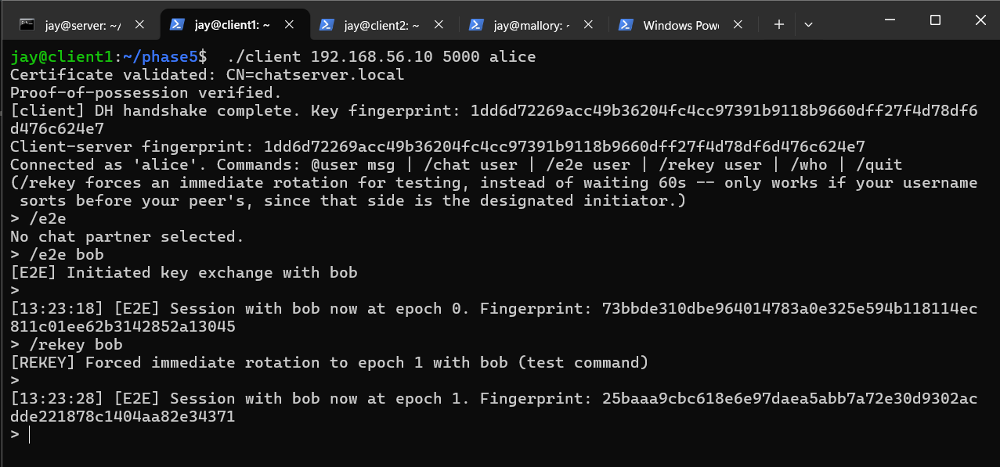 jay@server: ~/
jay@client1: ~
jay@client2: ~
jay@mallory: ~
Windows Pow
jay@client1:~/phase5$  ./client 192.168.56.10 5000 alice
Certificate validated: CN=chatserver.local
Proof-of-possession verified.
[client] DH handshake complete. Key fingerprint: 1dd6d72269acc49b36204fc4cc97391b9118b9660dff27f4d78df6
d476c624e7
Client-server fingerprint: 1dd6d72269acc49b36204fc4cc97391b9118b9660dff27f4d78df6d476c624e7
Connected as 'alice'. Commands: @user msg | /chat user | /e2e user | /rekey user | /who | /quit
(/rekey forces an immediate rotation for testing, instead of waiting 60s -- only works if your username
 sorts before your peer's, since that side is the designated initiator.)
> /e2e
No chat partner selected.
> /e2e bob
[E2E] Initiated key exchange with bob
>
[13:23:18] [E2E] Session with bob now at epoch 0. Fingerprint: 73bbde310dbe964014783a0e325e594b118114ec
811c01ee62b3142852a13045
> /rekey bob
[REKEY] Forced immediate rotation to epoch 1 with bob (test command)
>
[13:23:28] [E2E] Session with bob now at epoch 1. Fingerprint: 25baaa9cbc618e6e97daea5abb7a72e30d9302ac
dde221878c1404aa82e34371
>